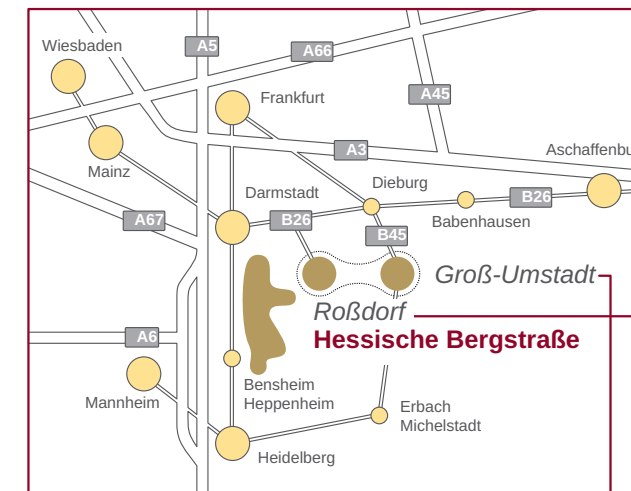 Wiesbaden
A5
A66
Frankfurt
A45
Mainz
A3
Aschaffenbu
Darmstadt
Dieburg
B26
Babenhausen
A67
B26
B45
Groß-Umstadt
Roßdorf
Hessische Bergstraße
A6
Mannheim
Bensheim
Heppenheim
Erbach
Michelstadt
Heidelberg